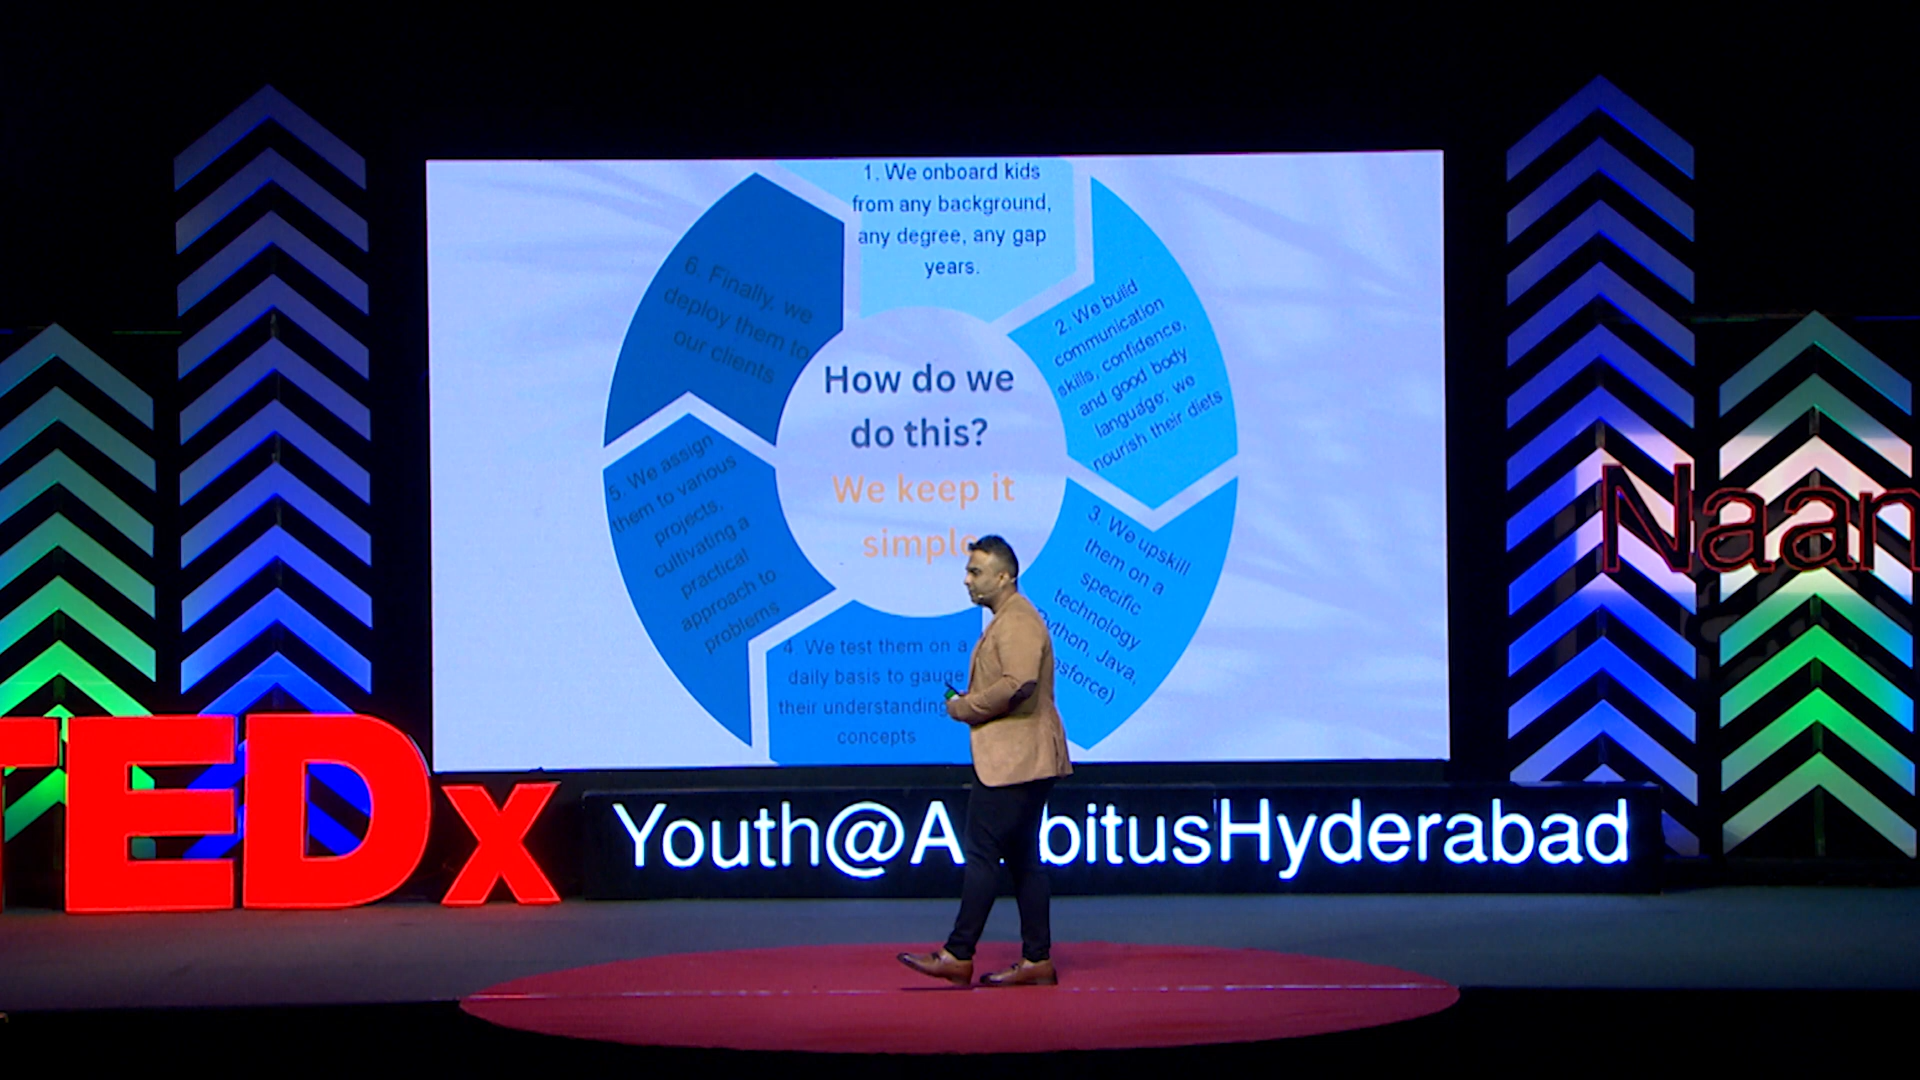 1. We onboard kids
from any background,
any degree, any gap
years.
2. We build
communication
skills, confidence,
and good body
language; we
nourish their diets
3. We upskill
them on a
specific
technology
Java,
4 We test them on a
daily basis to gauge
their understanding
concepts
5. We assign
them to various
projects,
cultivating a
practical
approach to
problems
6. Finally, we
deploy them to
our clients
How do we
do this?
We keep it
simple
TEDx
Youth@A bitusHyderabad
Naan